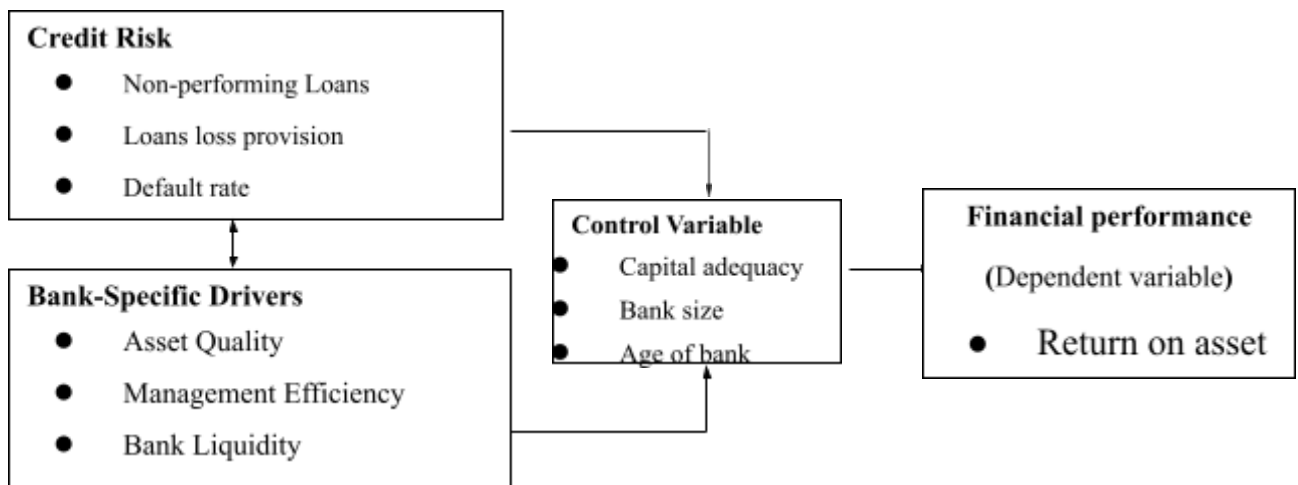 Credit Risk
● Non-performing Loans
● Loans loss provision
● Default rate
Bank-Specific Drivers
● Asset Quality
● Management Efficiency
● Bank Liquidity
Control Variable
● Capital adequacy
● Bank size
● Age of bank
Financial performance
(Dependent variable)
● Return on asset